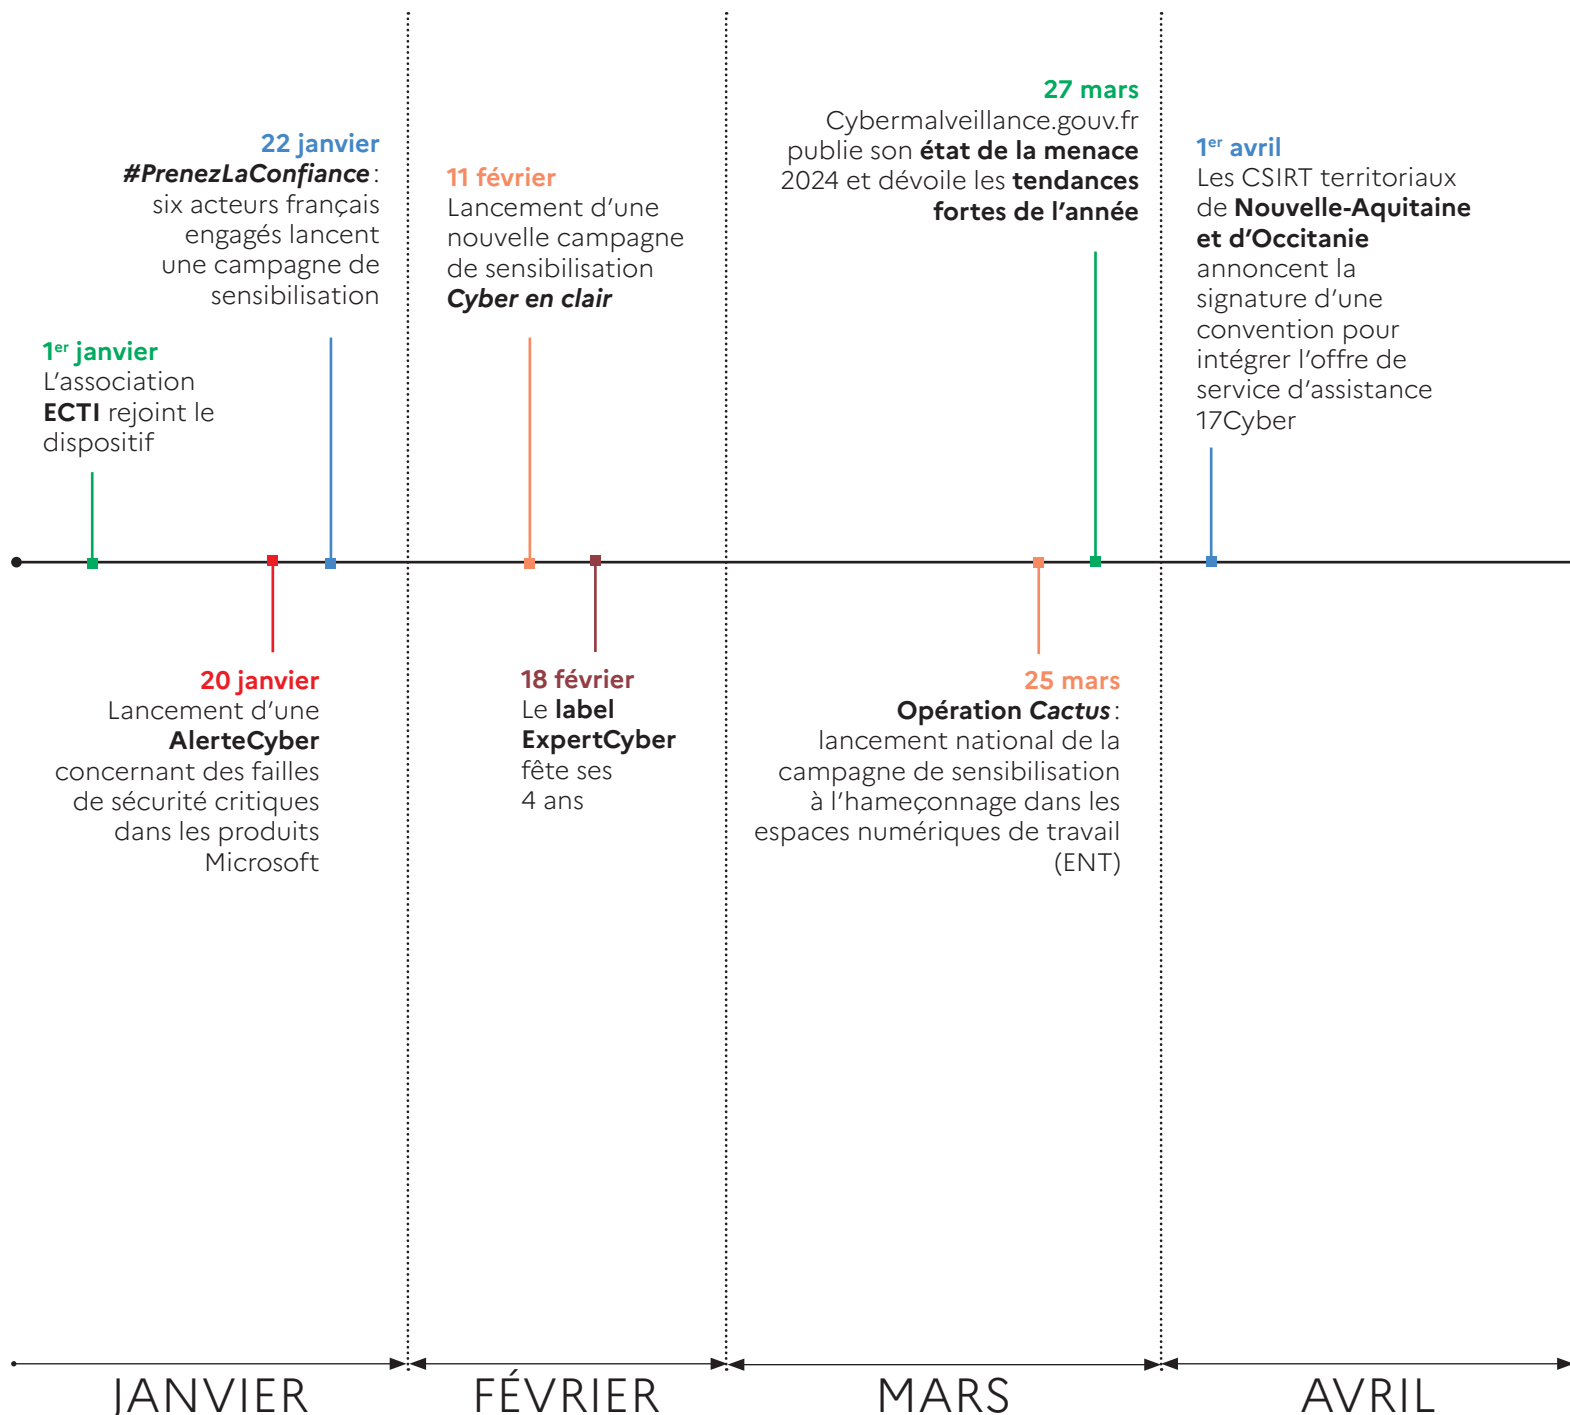 1er janvier
L’association
ECTI rejoint le
dispositif
20 janvier
Lancement d’une
AlerteCyber
concernant des failles
de sécurité critiques
dans les produits
Microsoft
22 janvier
#PrenezLaConfiance :
six acteurs français
engagés lancent
une campagne de
sensibilisation
11 février
Lancement d’une
nouvelle campagne
de sensibilisation
Cyber en clair
18 février
Le label
ExpertCyber
fête ses
4 ans
25 mars
Opération Cactus :
lancement national de la
campagne de sensibilisation
à l’hameçonnage dans les
espaces numériques de travail
(ENT)
27 mars
Cybermalveillance.gouv.fr
publie son état de la menace
2024 et dévoile les tendances
fortes de l’année
1er avril
Les CSIRT territoriaux
de Nouvelle-Aquitaine
et d’Occitanie
annoncent la
signature d’une
convention pour
intégrer l’offre de
service d’assistance
17Cyber
JANVIER
FÉVRIER
MARS
AVRIL